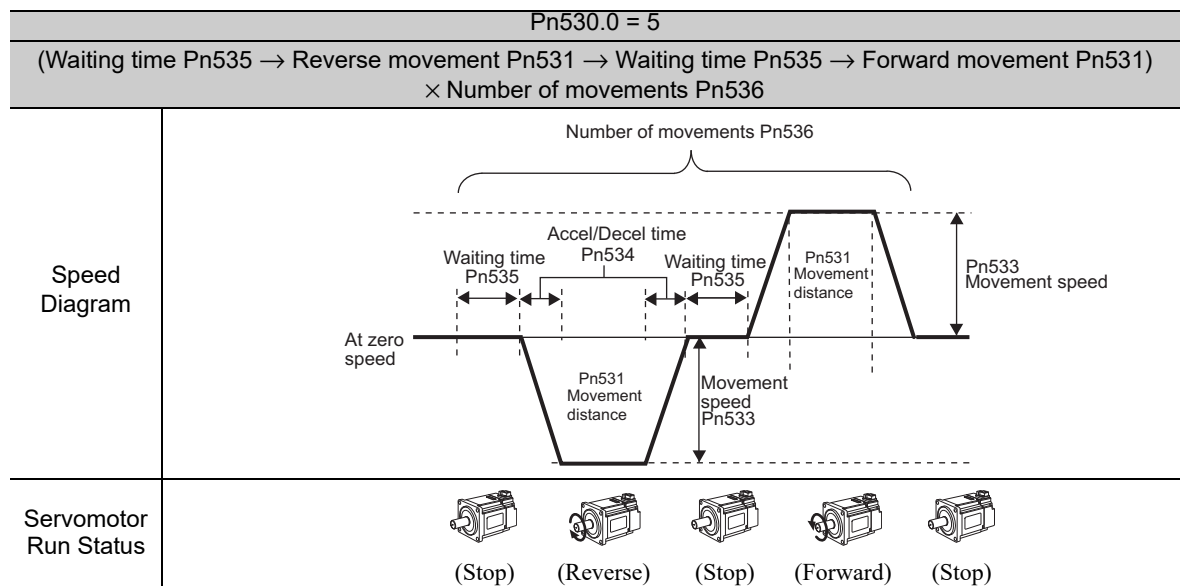 Pn530.0 = 5
(Waiting time Pn535 → Reverse movement Pn531 → Waiting time Pn535 → Forward movement Pn531)
× Number of movements Pn536
Speed
Diagram
Number of movements Pn536
Waiting time
Pn535
Accel/Decel time
Pn534
Waiting time
Pn535
Pn531
Movement
distance
Pn533
Movement speed
At zero
speed
Pn531
Movement
distance
Movement
speed
Pn533
Servomotor
Run Status
(Stop) (Reverse) (Stop) (Forward) (Stop)